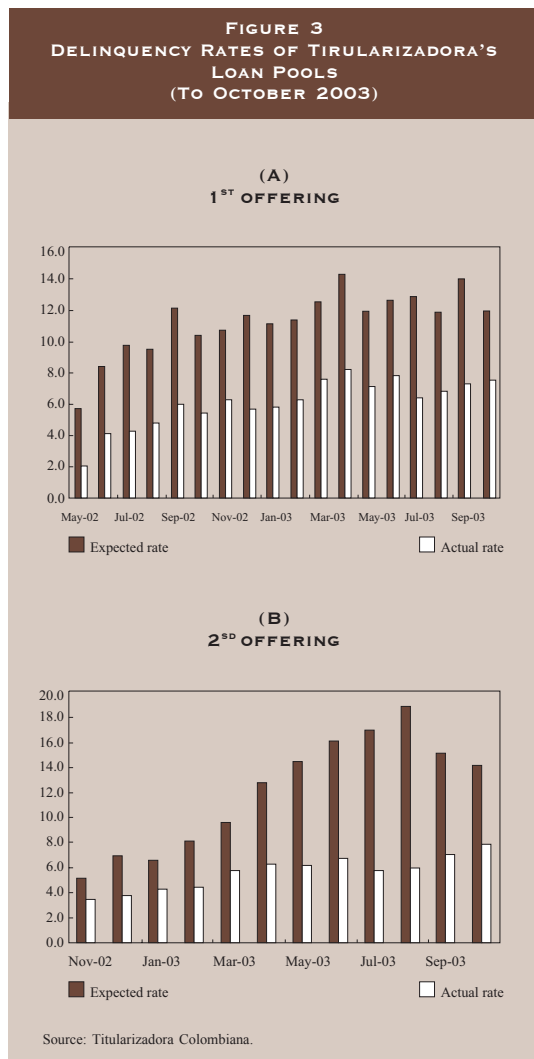 FIGURE 3
DELINQUENCY RATES OF TIRULARIZADORA'S
LOAN POOLS
(TO OCTOBER 2003)
(A)
1ST OFFERING
16.0
14.0
12.0
10.0
8.0
6.0
4.0
2.0
0.0
May-02 Jul-02 Sep-02 Nov-02 Jan-03 Mar-03 May-03 Jul-03 Sep-03
Expected rate Actual rate
(B)
2SD OFFERING
20.0
18.0
16.0
14.0
12.0
10.0
8.0
6.0
4.0
2.0
0.0
Nov-02 Jan-03 Mar-03 May-03 Jul-03 Sep-03
Expected rate Actual rate
Source: Titularizadora Colombiana.